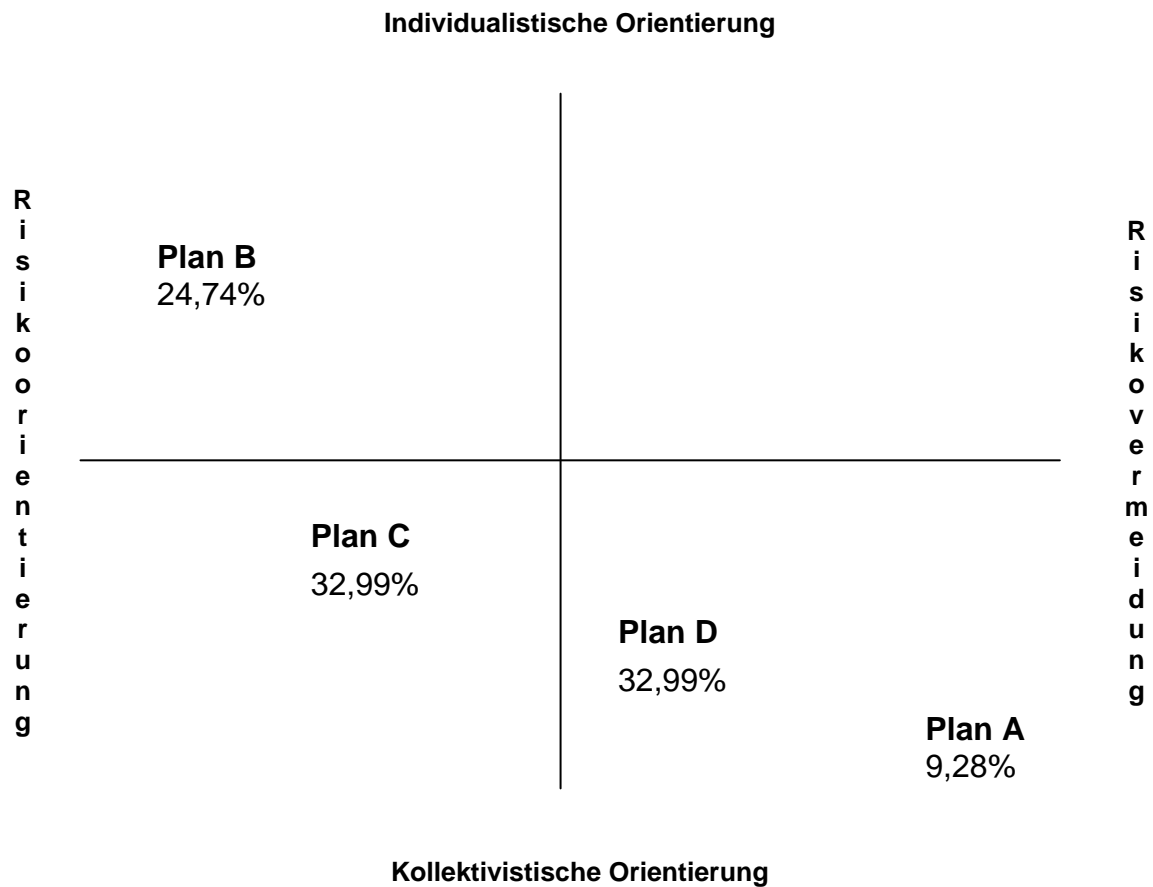 Individualistische Orientierung
Risikoorientierung
Plan B
24,74%
Risikovermeidung
Plan C
32,99%
Plan D
32,99%
Plan A
9,28%
Kollektivistische Orientierung